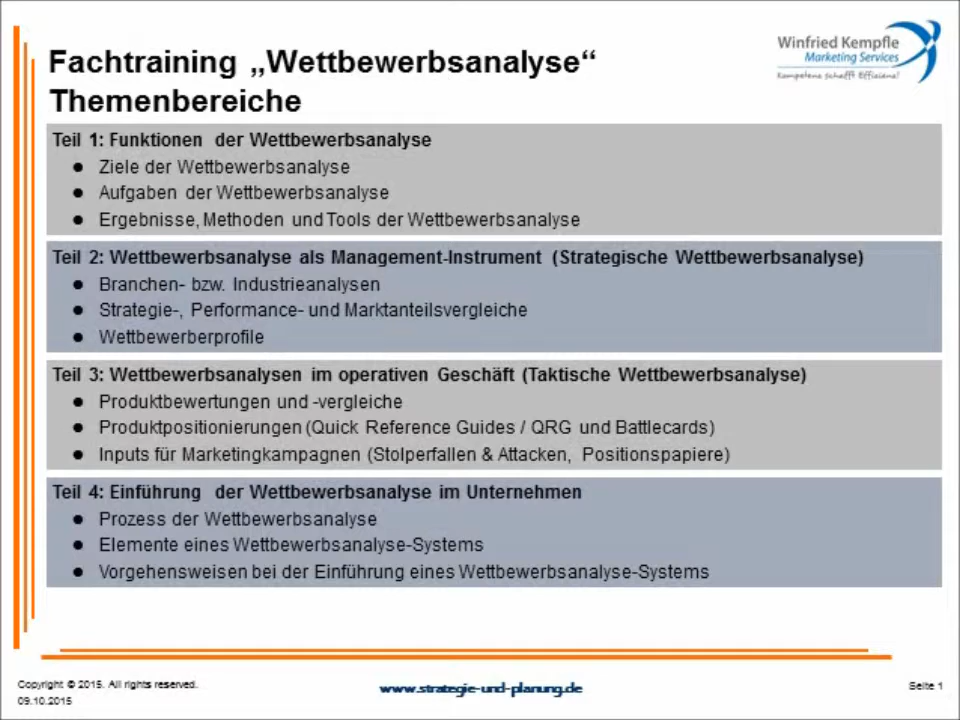 Fachtraining „Wettbewerbsanalyse“
Themenbereiche
Winfried Kempfle
Marketing Services
Kompetenz schafft Effizienz!
Teil 1: Funktionen der Wettbewerbsanalyse
● Ziele der Wettbewerbsanalyse
● Aufgaben der Wettbewerbsanalyse
● Ergebnisse, Methoden und Tools der Wettbewerbsanalyse
Teil 2: Wettbewerbsanalyse als Management-Instrument (Strategische Wettbewerbsanalyse)
● Branchen- bzw. Industrieanalysen
● Strategie-, Performance- und Marktanteilsvergleiche
● Wettbewerberprofile
Teil 3: Wettbewerbsanalysen im operativen Geschäft (Taktische Wettbewerbsanalyse)
● Produktbewertungen und -vergleiche
● Produktpositionierungen (Quick Reference Guides / QRG und Battlecards)
● Inputs für Marketingkampagnen (Stolperfallen & Attacken, Positionspapiere)
Teil 4: Einführung der Wettbewerbsanalyse im Unternehmen
● Prozess der Wettbewerbsanalyse
● Elemente eines Wettbewerbsanalyse-Systems
● Vorgehensweisen bei der Einführung eines Wettbewerbsanalyse-Systems
Copyright © 2015. All rights reserved.
09.10.2015
www.strategie-und-planung.de
Seite 1